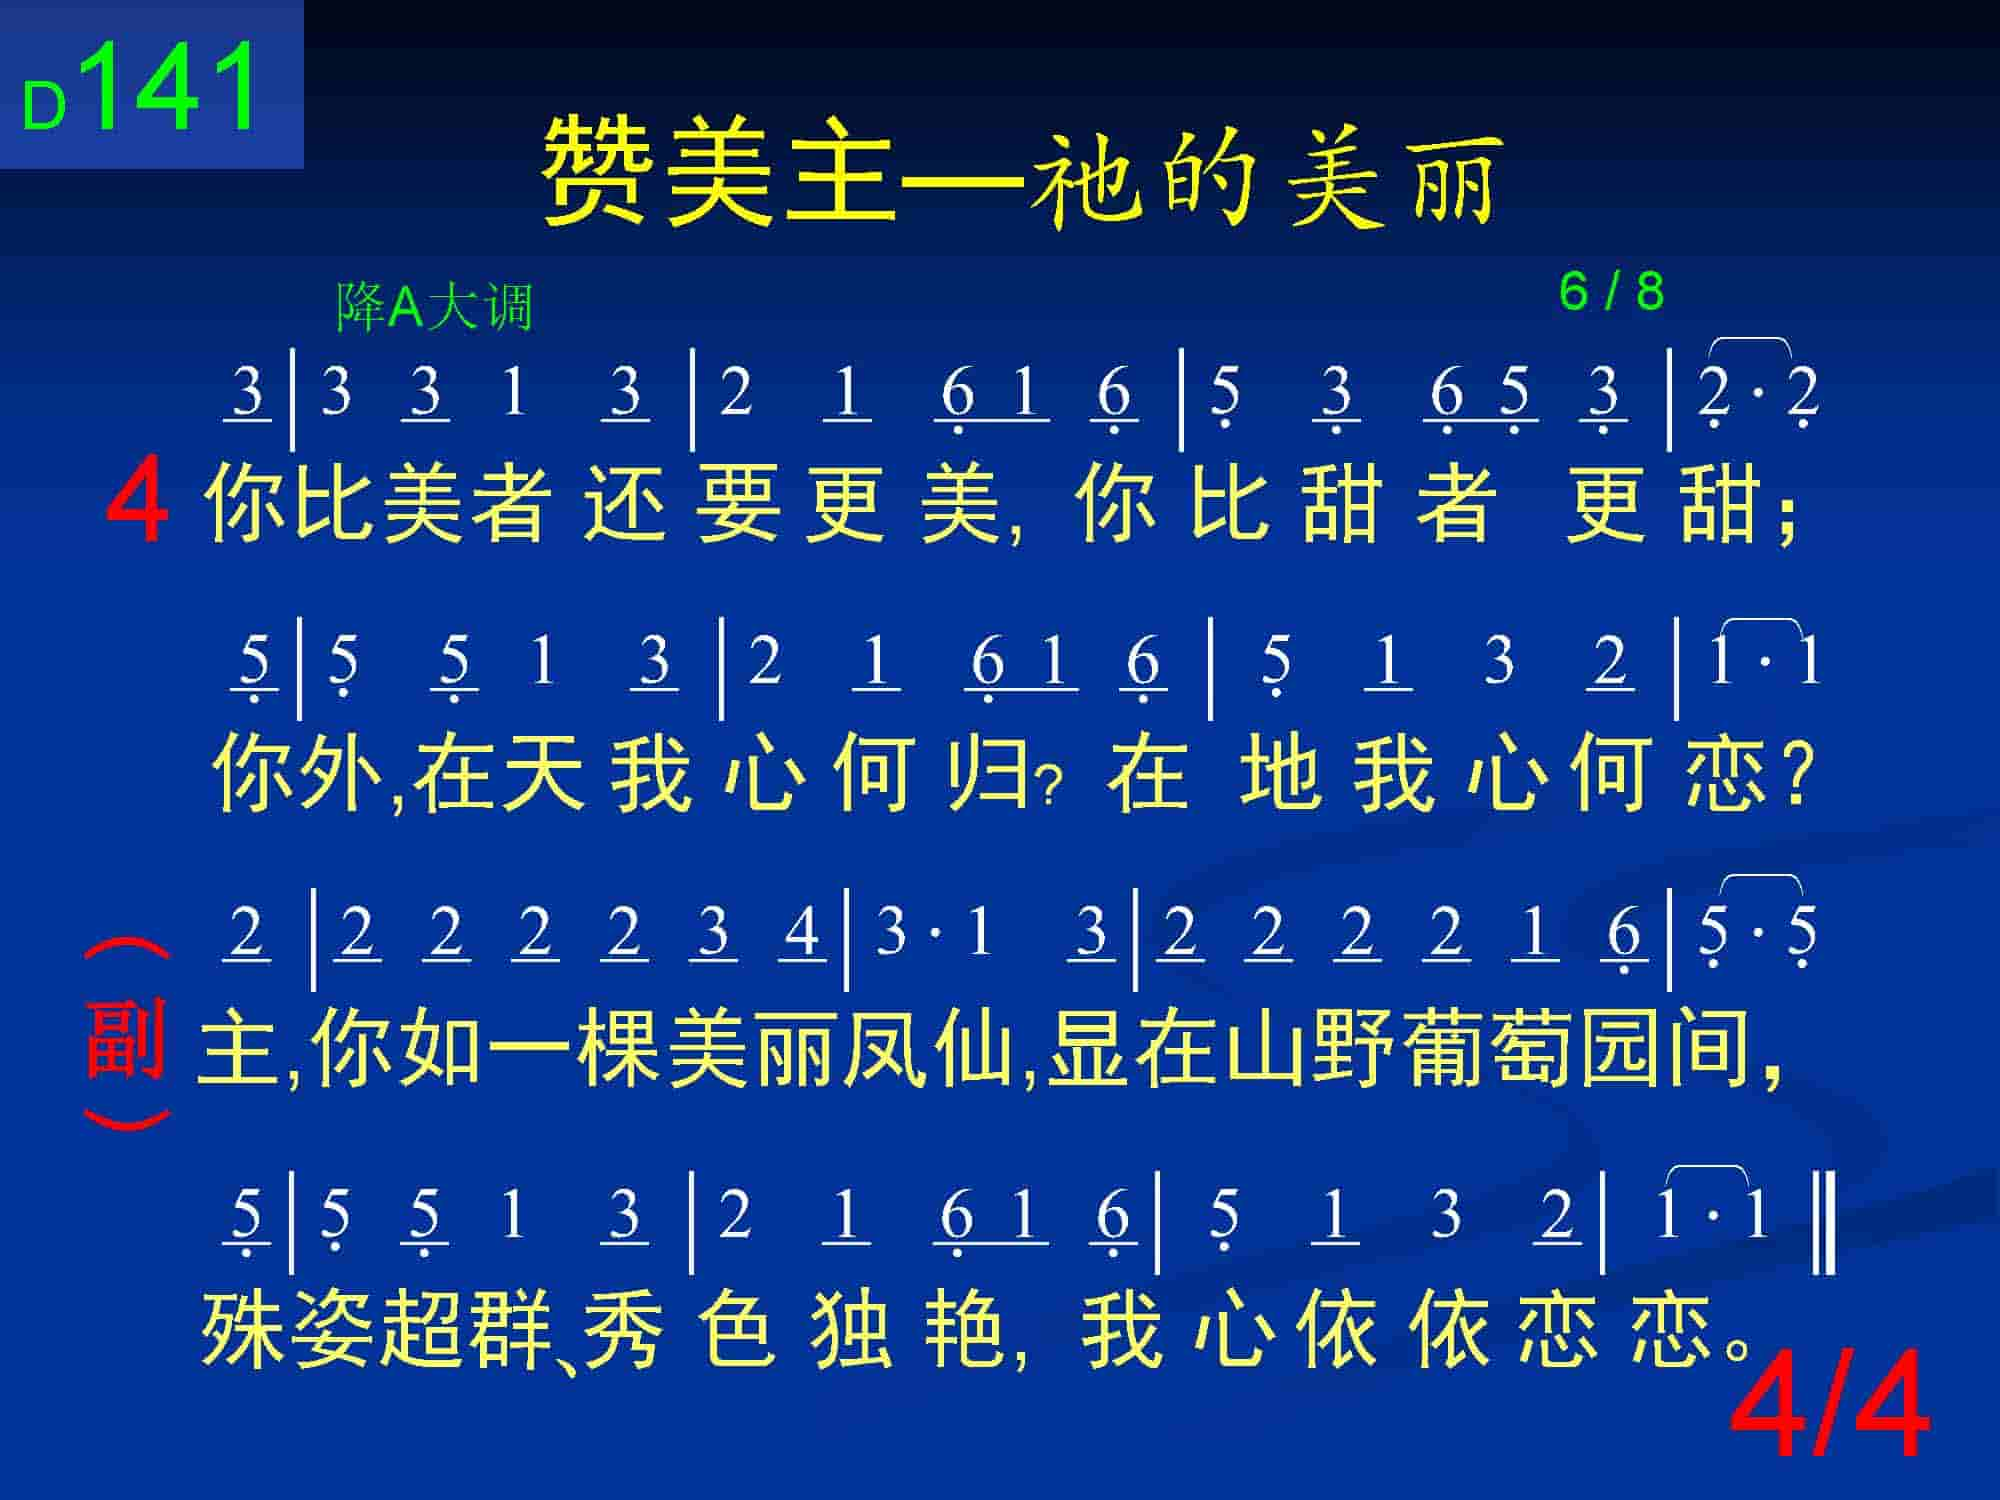 D141
赞美主—祂的美丽
降A大调 6 / 8
3 | 3 3 1 3 | 2 1 6 1 6 | 5 3 6 5 3 | 2 · 2
4 你比美者还要更美, 你比甜者更甜；
5 | 5 5 1 3 | 2 1 6 1 6 | 5 1 3 2 | 1 · 1
你外,在天我心何归? 在地我心何恋?
2 | 2 2 2 2 3 4 | 3 · 1 3 | 2 2 2 2 1 6 | 5 · 5
（副） 主,你如一棵美丽凤仙,显在山野葡萄园间，
5 | 5 5 1 3 | 2 1 6 1 6 | 5 1 3 2 | 1 · 1 ‖
殊姿超群、秀色独艳, 我心依依恋恋。
4/4